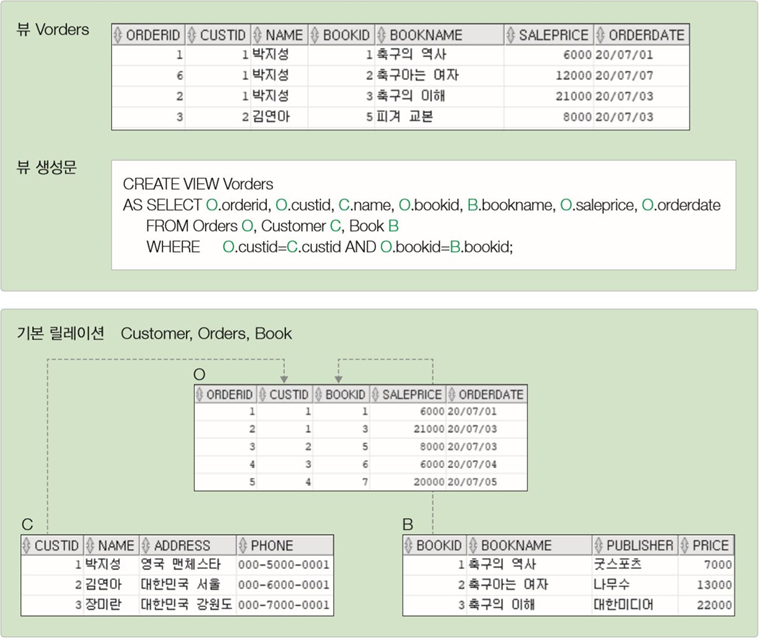 뷰 Vorders
ORDERID CUSTID NAME BOOKID BOOKNAME SALEPRICE ORDERDATE
1 1 박지성 1 축구의 역사 6000 20/07/01
6 1 박지성 2 축구아는 여자 12000 20/07/07
2 1 박지성 3 축구의 이해 21000 20/07/03
3 2 김연아 5 피겨 교본 8000 20/07/03
뷰 생성문
CREATE VIEW Vorders
AS SELECT O.orderid, O.custid, C.name, O.bookid, B.bookname, O.saleprice, O.orderdate
FROM Orders O, Customer C, Book B
WHERE O.custid=C.custid AND O.bookid=B.bookid;
기본 릴레이션 Customer, Orders, Book
O
ORDERID CUSTID BOOKID SALEPRICE ORDERDATE
1 1 1 6000 20/07/01
2 1 3 21000 20/07/03
3 2 5 8000 20/07/03
4 3 6 6000 20/07/04
5 4 7 20000 20/07/05
C
CUSTID NAME ADDRESS PHONE
1 박지성 영국 맨체스타 000-5000-0001
2 김연아 대한민국 서울 000-6000-0001
3 장미란 대한민국 강원도 000-7000-0001
B
BOOKID BOOKNAME PUBLISHER PRICE
1 축구의 역사 굿스포츠 7000
2 축구아는 여자 나무수 13000
3 축구의 이해 대한미디어 22000